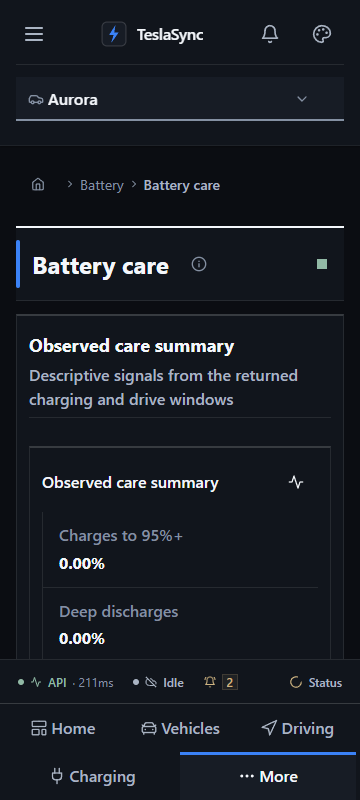 TeslaSync
Aurora
Battery
Battery care
Battery care
Observed care summary
Descriptive signals from the returned
charging and drive windows
Observed care summary
Charges to 95%+
0.00%
Deep discharges
0.00%
API · 211ms
Idle
2
Status
Home
Vehicles
Driving
Charging
More